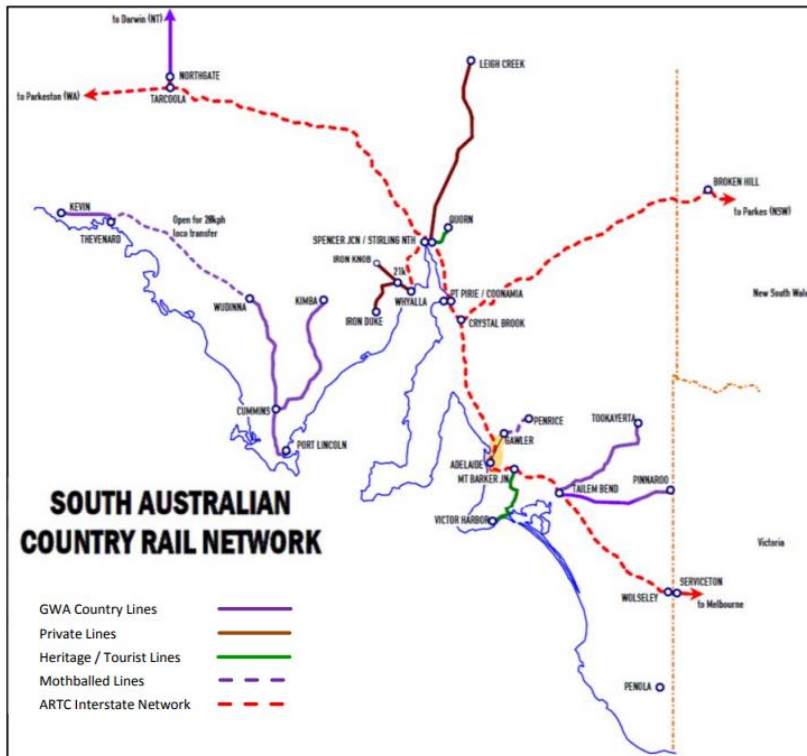 to Darwin (NT)
NORTHGATE
to Parkeston (WA)
TARCOOLA
LEIGH CREEK
BROKEN HILL
to Parkes (NSW)
KEVIN
THEVENARD
Open for 20kph
loco transfer
QUORN
SPENCER JCN / STIRLING NTH
IRON KNOB
21k
WHYALLA
PT PIRIE / COONAMIA
WUDINNA
KIMBA
IRON DUKE
CRYSTAL BROOK
New South Wale
CUMMINS
PORT LINCOLN
PENRICE
GAWLER
TOOKAYERTA
ADELAIDE
MT BARKER JN
TAILEM BEND
PINNAROO
VICTOR HARBOR
SOUTH AUSTRALIAN
COUNTRY RAIL NETWORK
Victoria
WOLSELEY
SERVICETON
to Melbourne
PENOLA
GWA Country Lines
Private Lines
Heritage / Tourist Lines
Mothballed Lines
ARTC Interstate Network